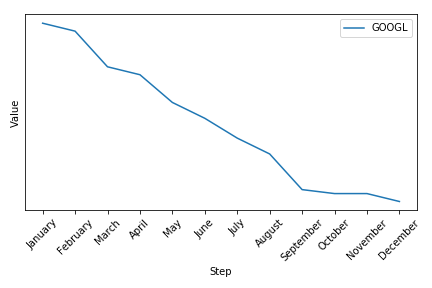 GOOGL
Value
January
February
March
April
May
June
July
August
September
October
November
December
Step